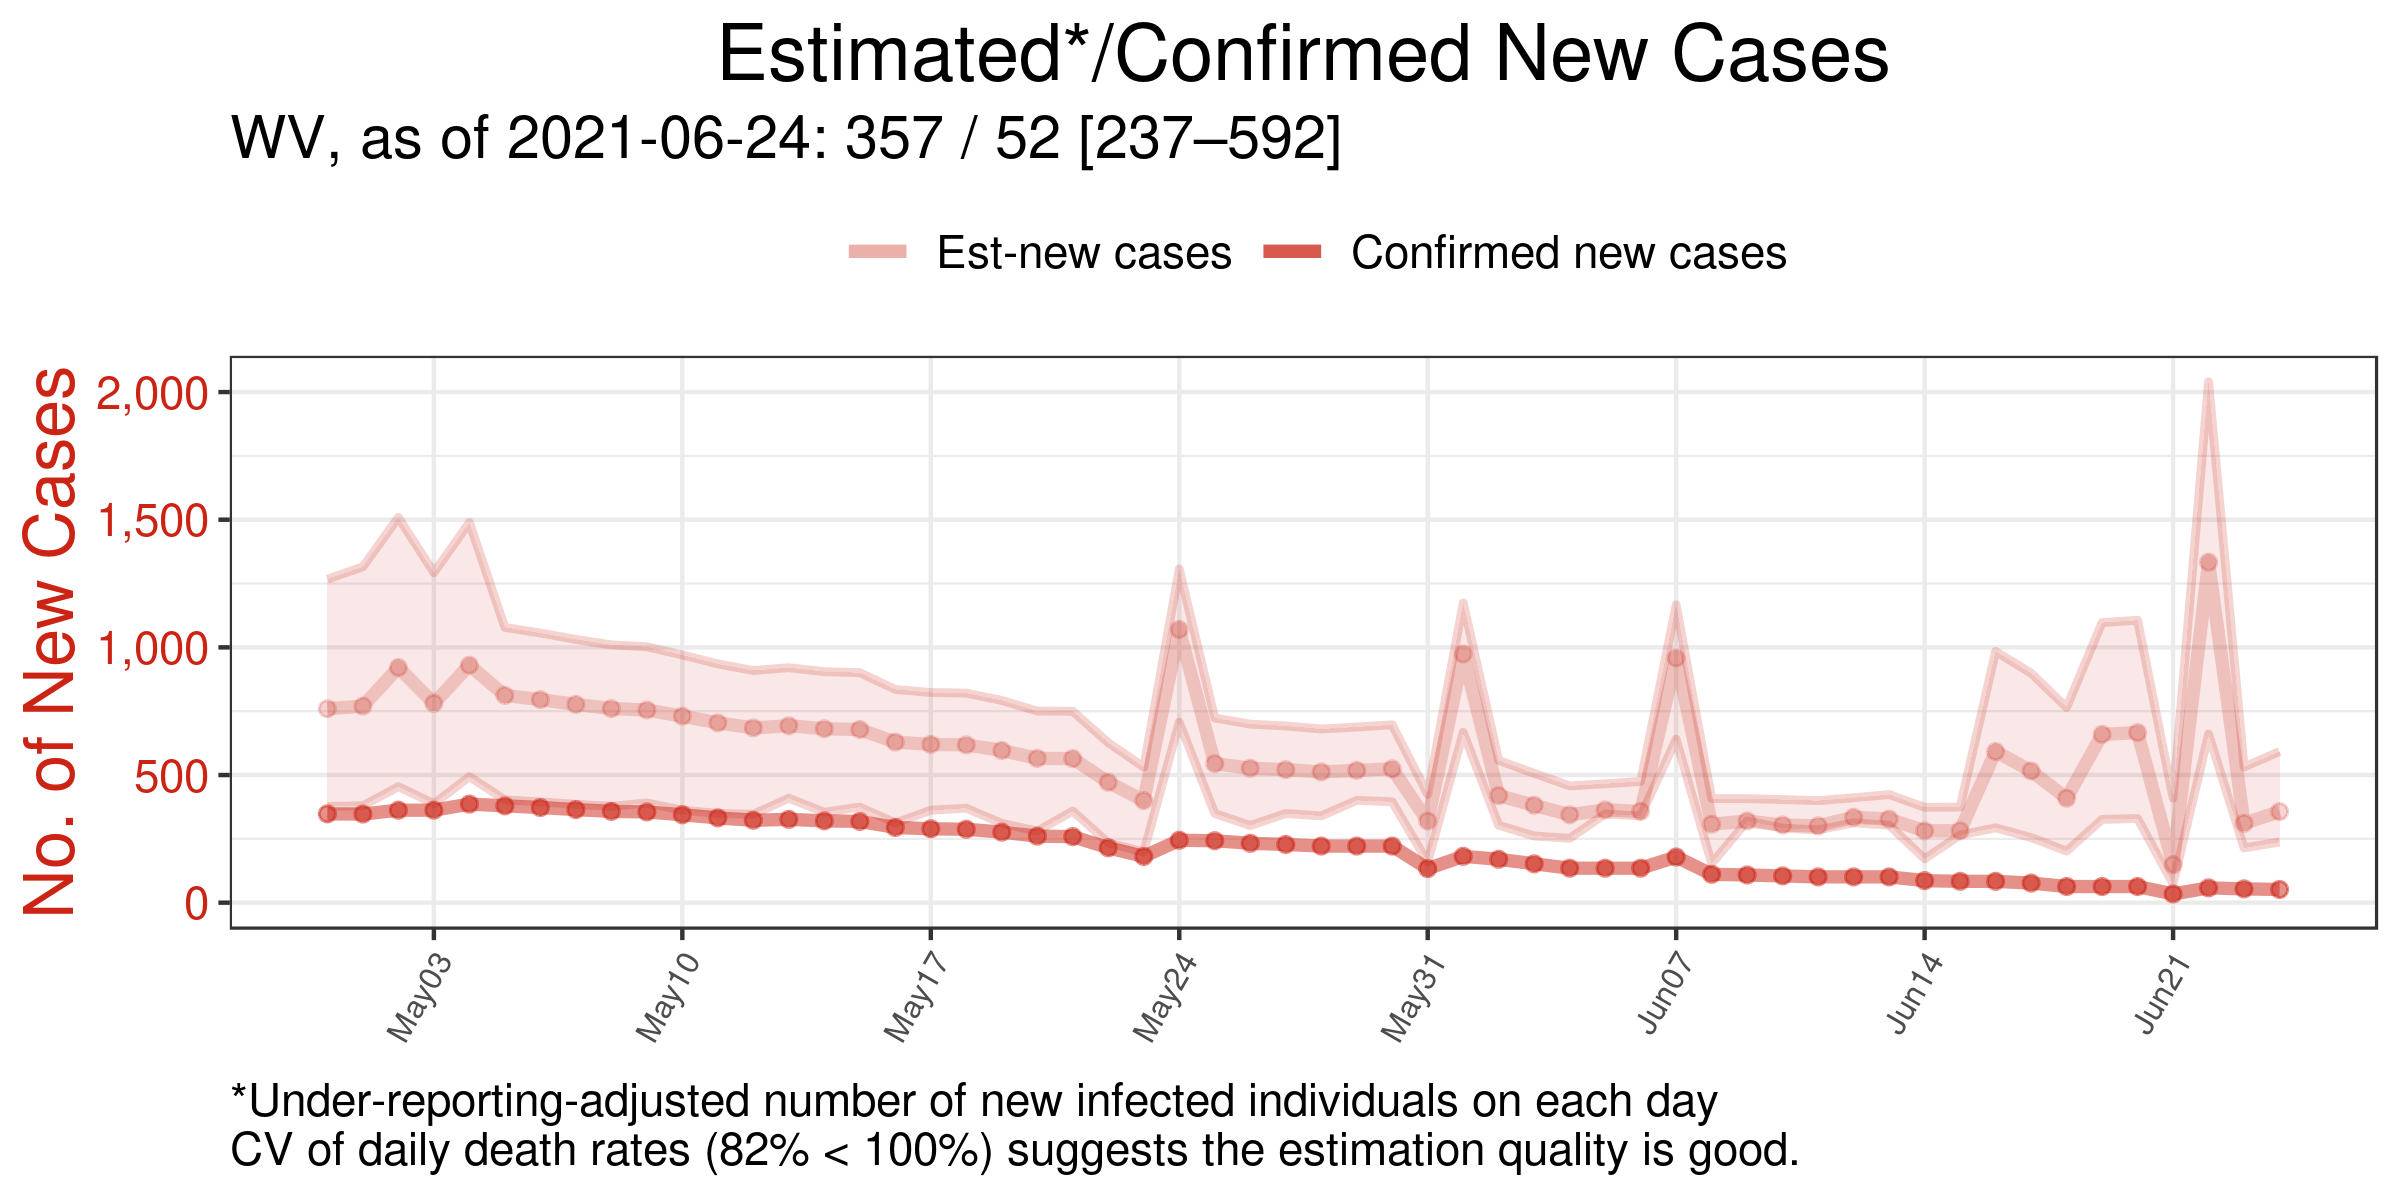 Estimated*/Confirmed New Cases
WV, as of 2021-06-24: 357 / 52 [237–592]
Est-new cases
Confirmed new cases
No. of New Cases
2,000
1,500
1,000
500
0
May03
May10
May17
May24
May31
Jun07
Jun14
Jun21
*Under-reporting-adjusted number of new infected individuals on each day
CV of daily death rates (82% < 100%) suggests the estimation quality is good.